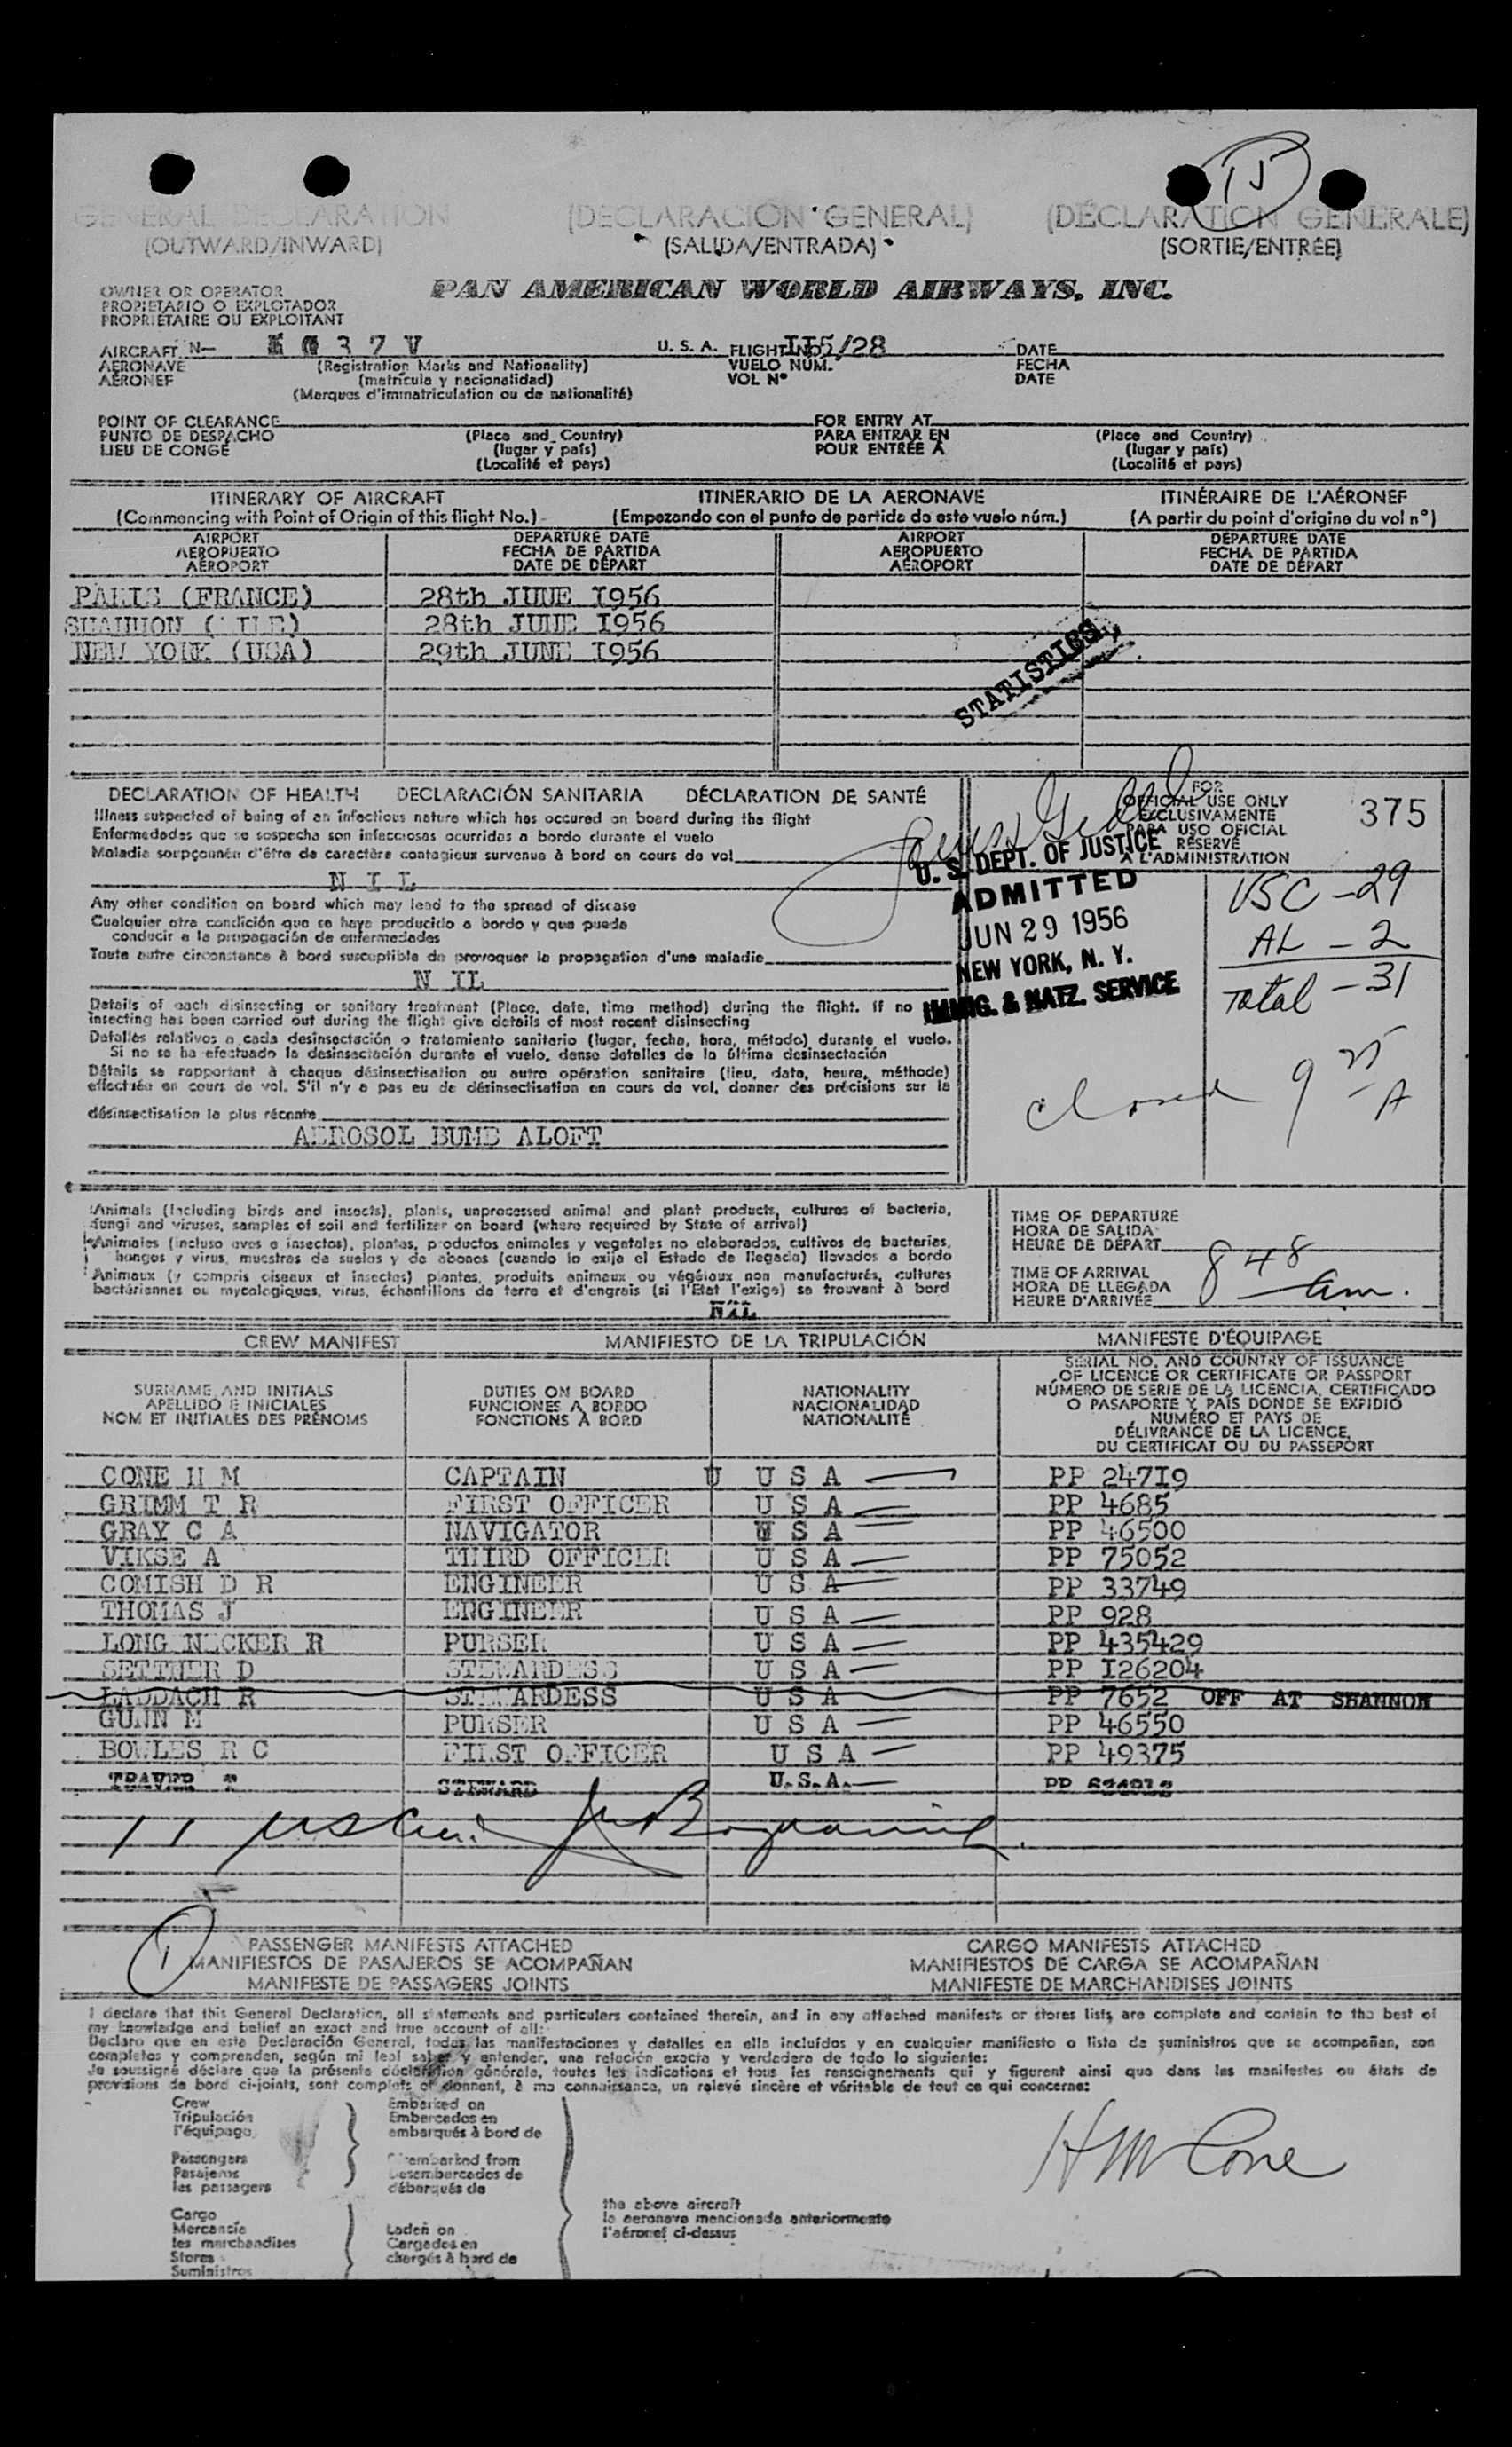 15
GENERAL DECLARATION (DECLARACIÓN GENERAL) (DÉCLARATION GENERALE)
(OUTWARD/INWARD) (SALIDA/ENTRADA) (SORTIE/ENTRÉE)
OWNER OR OPERATOR
PROPIETARIO O EXPLOTADOR
PROPRIÉTAIRE OU EXPLOITANT
PAN AMERICAN WORLD AIRWAYS, INC.
AIRCRAFT N- 37 V U. S. A. FLIGHT NO. II5/28 DATE
AERONAVE (Registration Marks and Nationality) VUELO NÚM. FECHA
AÉRONEF (matrícula y nacionalidad) VOL N° DATE
(Marques d'immatriculation ou de nationalité)
POINT OF CLEARANCE FOR ENTRY AT
PUNTO DE DESPACHO (Place and Country) PARA ENTRAR EN (Place and Country)
LIEU DE CONGÉ (lugar y país) POUR ENTRÉE À (lugar y país)
(Localité et pays) (Localité et pays)
ITINERARY OF AIRCRAFT ITINERARIO DE LA AERONAVE ITINÉRAIRE DE L'AÉRONEF
(Commencing with Point of Origin of this flight No.) (Empezando con el punto de partida do este vuelo núm.) (A partir du point d'origine du vol n°)
AIRPORT DEPARTURE DATE AIRPORT DEPARTURE DATE
AEROPUERTO FECHA DE PARTIDA AEROPUERTO FECHA DE PARTIDA
AÉROPORT DATE DE DÉPART AÉROPORT DATE DE DÉPART
PARIS (FRANCE) 28th JUNE I956
SHANNON ( 28th JUNE I956
NEW YORK (USA) 29th JUNE I956
STATISTICS
DECLARATION OF HEALTH DECLARACIÓN SANITARIA DÉCLARATION DE SANTÉ
Illness suspected of being of an infectious nature which has occured on board during the flight
Enfermedades que se sospecha son infecciosas ocurridas a bordo durante el vuelo
Maladie soupçonnée d'être de caractère contagieux survenue à bord en cours de vol
N I L
Any other condition on board which may lead to the spread of disease
Cualquier otra condición que se haya producido a bordo y que pueda
conducir a la propagación de enfermedades
Toute autre circonstance à bord susceptible de provoquer la propagation d'une maladie
N IL
Details of each disinsecting or sanitary treatment (Place, date, time method) during the flight. If no
insecting has been carried out during the flight give details of most recent disinsecting
Detalles relativos a cada desinsectación o tratamiento sanitario (lugar, fecha, hora, método) durante el vuelo.
Si no se ha efectuado la desinsectación durante el vuelo, dense detalles de la última desinsectación
Détails se rapportant à chaque désinsectisation ou autre opération sanitaire (lieu, date, heure, méthode)
effectuée en cours de vol. S'il n'y a pas eu de désinsectisation en cours de vol, donner des précisions sur la
désinsectisation la plus récente
AEROSOL BUMB ALOFT
FOR
OFFICIAL USE ONLY
EXCLUSIVAMENTE
PARA USO OFICIAL
RÉSERVÉ
À L'ADMINISTRATION
375
U. S. DEPT. OF JUSTICE
ADMITTED
JUN 29 1956
NEW YORK, N. Y.
IMMIG. & NATZ. SERVICE
USC - 29
AL - 2
Total - 31
closed 9 25 A
Animals (including birds and insects), plants, unprocessed animal and plant products, cultures of bacteria,
fungi and viruses, samples of soil and fertilizer on board (where required by State of arrival)
Animales (incluso aves e insectos), plantas, productos animales y vegetales no elaborados, cultivos de bacterias,
hongos y virus, muestras de suelos y de abonos (cuando lo exija el Estado de llegada) llevados a bordo
Animaux (y compris oiseaux et insectes) plantes, produits animaux ou végétaux non manufacturés, cultures
bactériennes ou mycologiques, virus, échantillons de terre et d'engrais (si l'Etat l'exige) se trouvant à bord
NIL
TIME OF DEPARTURE
HORA DE SALIDA
HEURE DE DÉPART
TIME OF ARRIVAL
HORA DE LLEGADA
HEURE D'ARRIVÉE
8 48 am.
CREW MANIFEST MANIFIESTO DE LA TRIPULACIÓN MANIFESTE D'ÉQUIPAGE
SURNAME AND INITIALS
APELLIDO E INICIALES
NOM ET INITIALES DES PRÉNOMS
DUTIES ON BOARD
FUNCIONES A BORDO
FONCTIONS À BORD
NATIONALITY
NACIONALIDAD
NATIONALITÉ
SERIAL NO. AND COUNTRY OF ISSUANCE
OF LICENCE OR CERTIFICATE OR PASSPORT
NÚMERO DE SERIE DE LA LICENCIA, CERTIFICADO
O PASAPORTE Y PAÍS DONDE SE EXPIDIÓ
NUMÉRO ET PAYS DE
DÉLIVRANCE DE LA LICENCE,
DU CERTIFICAT OU DU PASSEPORT
CONE H M CAPTAIN U U S A PP 247I9
GRIMM T R FIRST OFFICER U S A PP 4685
GRAY C A NAVIGATOR U S A PP 46500
VIKSE A THIRD OFFICER U S A PP 75052
COMISH D R ENGINEER U S A PP 33749
THOMAS J ENGINEER U S A PP 928
LONG NECKER R PURSER U S A PP 435429
SETTNER D STEWARDESS U S A PP I26204
LADDACH R STEWARDESS U S A PP 7652 OFF AT SHANNON
GUNN M PURSER U S A PP 46550
BOWLES R C FIRST OFFICER U S A PP 49375
STEWARD U.S.A. PP
11
1
PASSENGER MANIFESTS ATTACHED CARGO MANIFESTS ATTACHED
MANIFIESTOS DE PASAJEROS SE ACOMPAÑAN MANIFIESTOS DE CARGA SE ACOMPAÑAN
MANIFESTE DE PASSAGERS JOINTS MANIFESTE DE MARCHANDISES JOINTS
I declare that this General Declaration, all statements and particulars contained therein, and in any attached manifests or stores lists, are complete and contain to the best of
my knowledge and belief an exact and true account of all:
Declaro que en esta Declaración General, todas las manifestaciones y detalles en ella incluídos y en cualquier manifiesto o lista de suministros que se acompañan, son
completos y comprenden, según mi leal saber y entender, una relación exacta y verdadera de todo lo siguiente:
Je soussigné déclare que la présente déclaration générale, toutes les indications et tous les renseignements qui y figurent ainsi que dans les manifestes ou états de
provisions de bord ci-joints, sont complets et donnent, à ma connaissance, un relevé sincère et véritable de tout ce qui concerne:
Crew
Tripulación
l'équipage
Passengers
Pasajeros
les passagers
Cargo
Mercancía
les marchandises
Stores
Suministros
Embarked on
Embarcados en
embarqués à bord de
Disembarked from
Desembarcados de
débarqués de
Laden on
Cargados en
chargés à bord de
the above aircraft
la aeronave mencionada anteriormente
l'aéronef ci-dessus
H M Cone